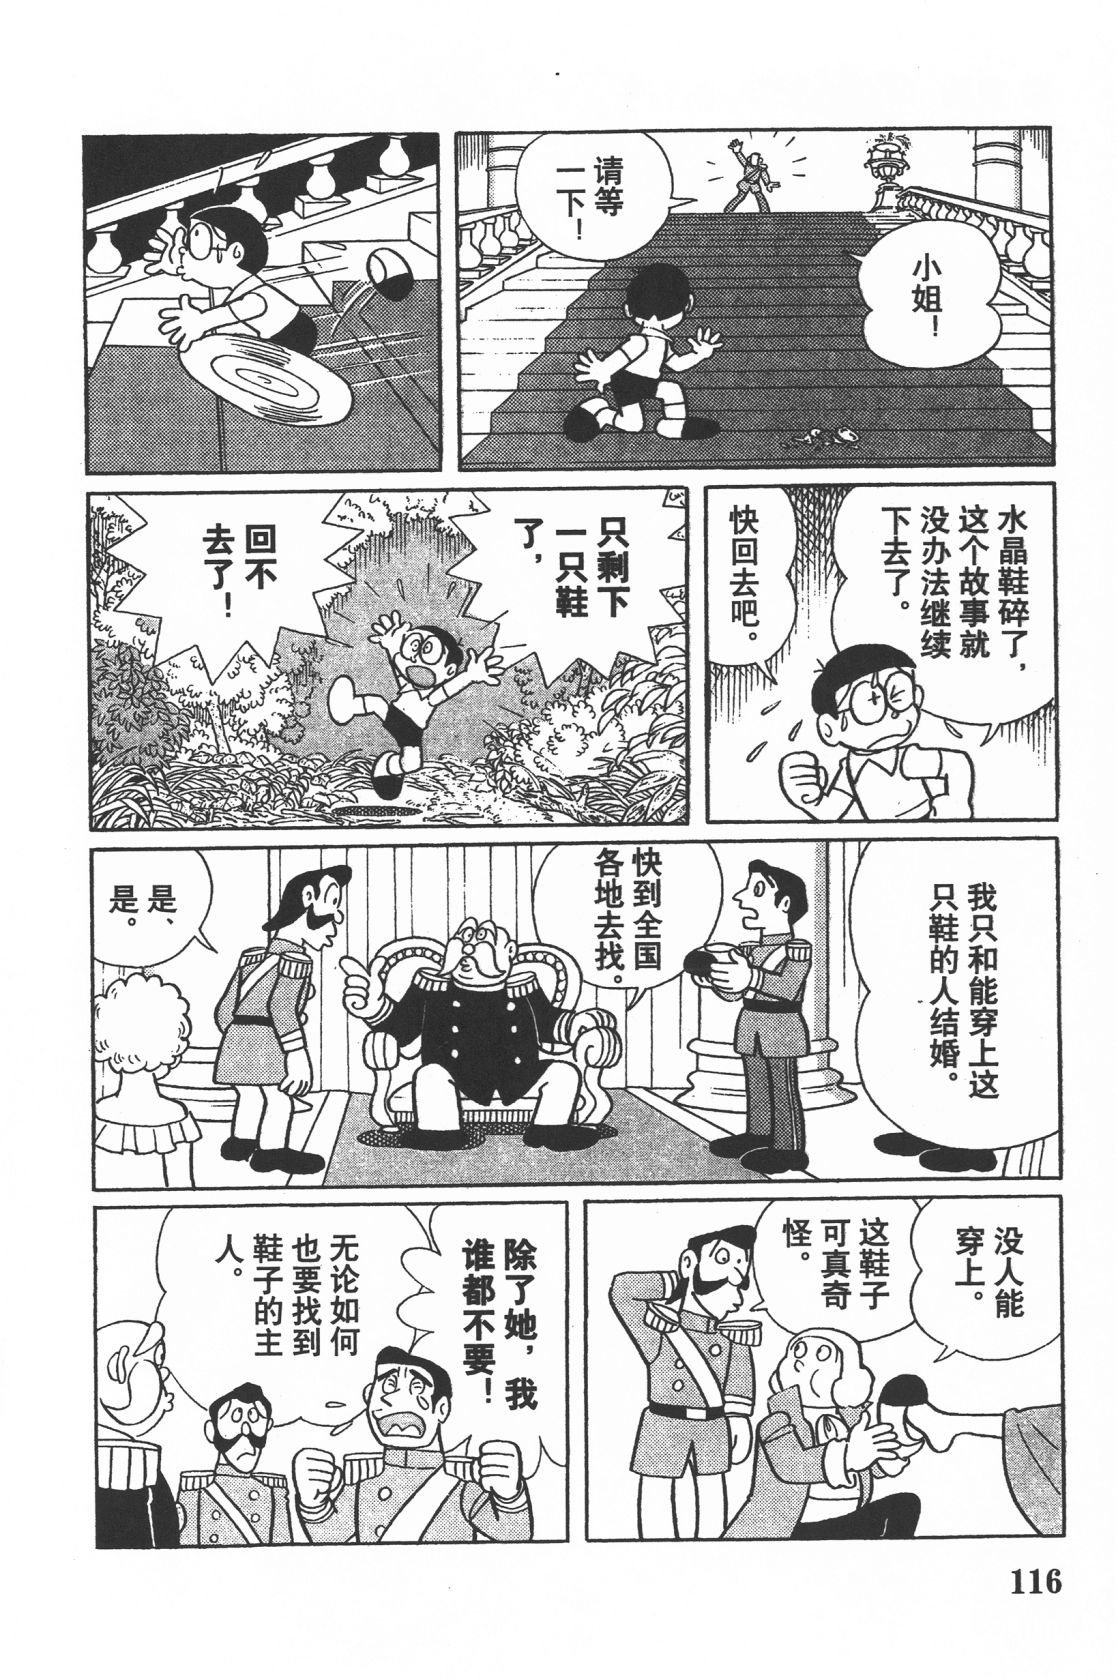 小姐！
请等
一下！
水晶鞋碎了，
这个故事就
没办法继续
下去了。
快回去吧。
只剩下
一只鞋
了，
回不
去了！
我只和能穿上这
只鞋的人结婚。
快到全国
各地去找。
是、
是。
没人能
穿上。
这鞋子
可真奇
怪。
除了她，我
谁都不要！
无论如何
也要找到
鞋子的主
人。
116